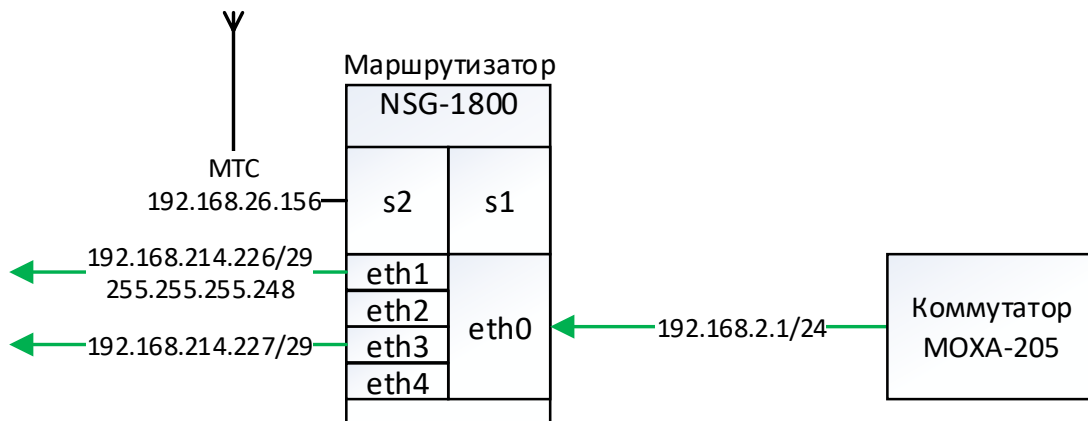 Маршрутизатор
NSG-1800
МТС
192.168.26.156
s2
s1
192.168.214.226/29
255.255.255.248
eth1
eth2
192.168.214.227/29
eth3
eth4
eth0
192.168.2.1/24
Коммутатор
MOXA-205